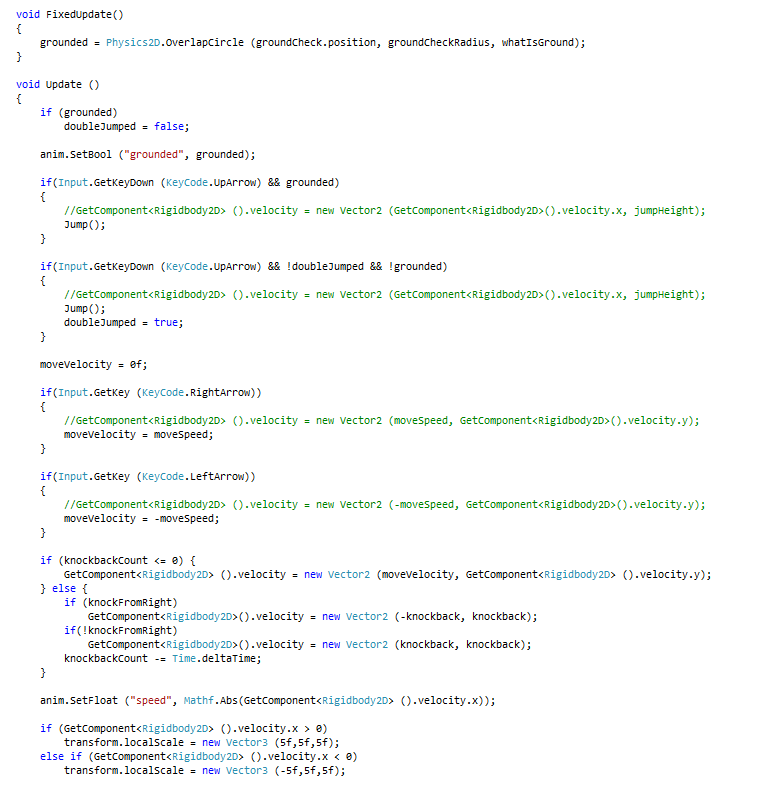 void FixedUpdate()
{
    grounded = Physics2D.OverlapCircle (groundCheck.position, groundCheckRadius, whatIsGround);
}

void Update ()
{
    if (grounded)
        doubleJumped = false;

    anim.SetBool ("grounded", grounded);

    if(Input.GetKeyDown (KeyCode.UpArrow) && grounded)
    {
        //GetComponent<Rigidbody2D> ().velocity = new Vector2 (GetComponent<Rigidbody2D>().velocity.x, jumpHeight);
        Jump();
    }

    if(Input.GetKeyDown (KeyCode.UpArrow) && !doubleJumped && !grounded)
    {
        //GetComponent<Rigidbody2D> ().velocity = new Vector2 (GetComponent<Rigidbody2D>().velocity.x, jumpHeight);
        Jump();
        doubleJumped = true;
    }

    moveVelocity = 0f;

    if(Input.GetKey (KeyCode.RightArrow))
    {
        //GetComponent<Rigidbody2D> ().velocity = new Vector2 (moveSpeed, GetComponent<Rigidbody2D>().velocity.y);
        moveVelocity = moveSpeed;
    }

    if(Input.GetKey (KeyCode.LeftArrow))
    {
        //GetComponent<Rigidbody2D> ().velocity = new Vector2 (-moveSpeed, GetComponent<Rigidbody2D>().velocity.y);
        moveVelocity = -moveSpeed;
    }

    if (knockbackCount <= 0) {
        GetComponent<Rigidbody2D> ().velocity = new Vector2 (moveVelocity, GetComponent<Rigidbody2D> ().velocity.y);
    } else {
        if (knockFromRight)
            GetComponent<Rigidbody2D>().velocity = new Vector2 (-knockback, knockback);
        if(!knockFromRight)
            GetComponent<Rigidbody2D>().velocity = new Vector2 (knockback, knockback);
        knockbackCount -= Time.deltaTime;
    }

    anim.SetFloat ("speed", Mathf.Abs(GetComponent<Rigidbody2D> ().velocity.x));

    if (GetComponent<Rigidbody2D> ().velocity.x > 0)
        transform.localScale = new Vector3 (5f,5f,5f);
    else if (GetComponent<Rigidbody2D> ().velocity.x < 0)
        transform.localScale = new Vector3 (-5f,5f,5f);